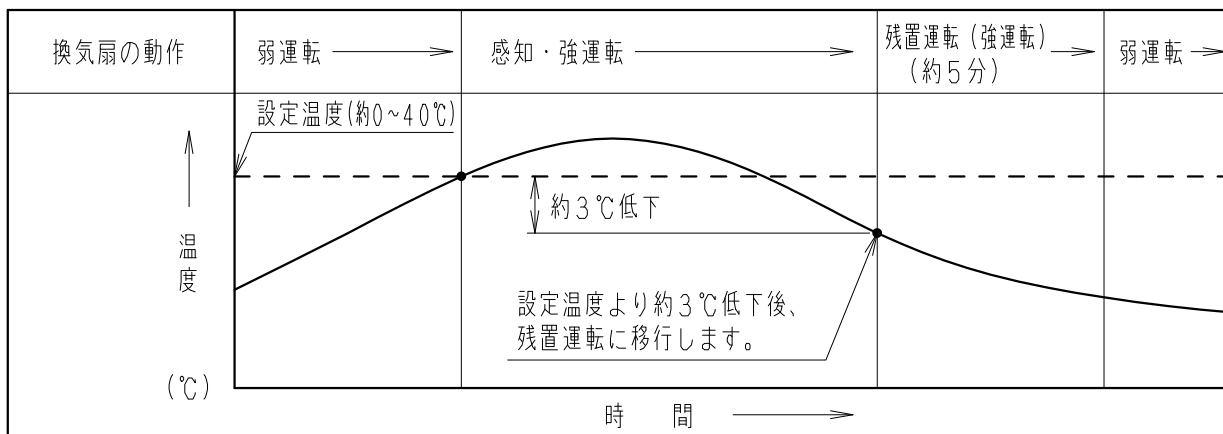 換気扇の動作
弱運転
感知・強運転
残置運転(強運転)
(約5分)
弱運転
設定温度(約0~40℃)
約3℃低下
温度
設定温度より約3℃低下後、
残置運転に移行します。
(℃)
時 間